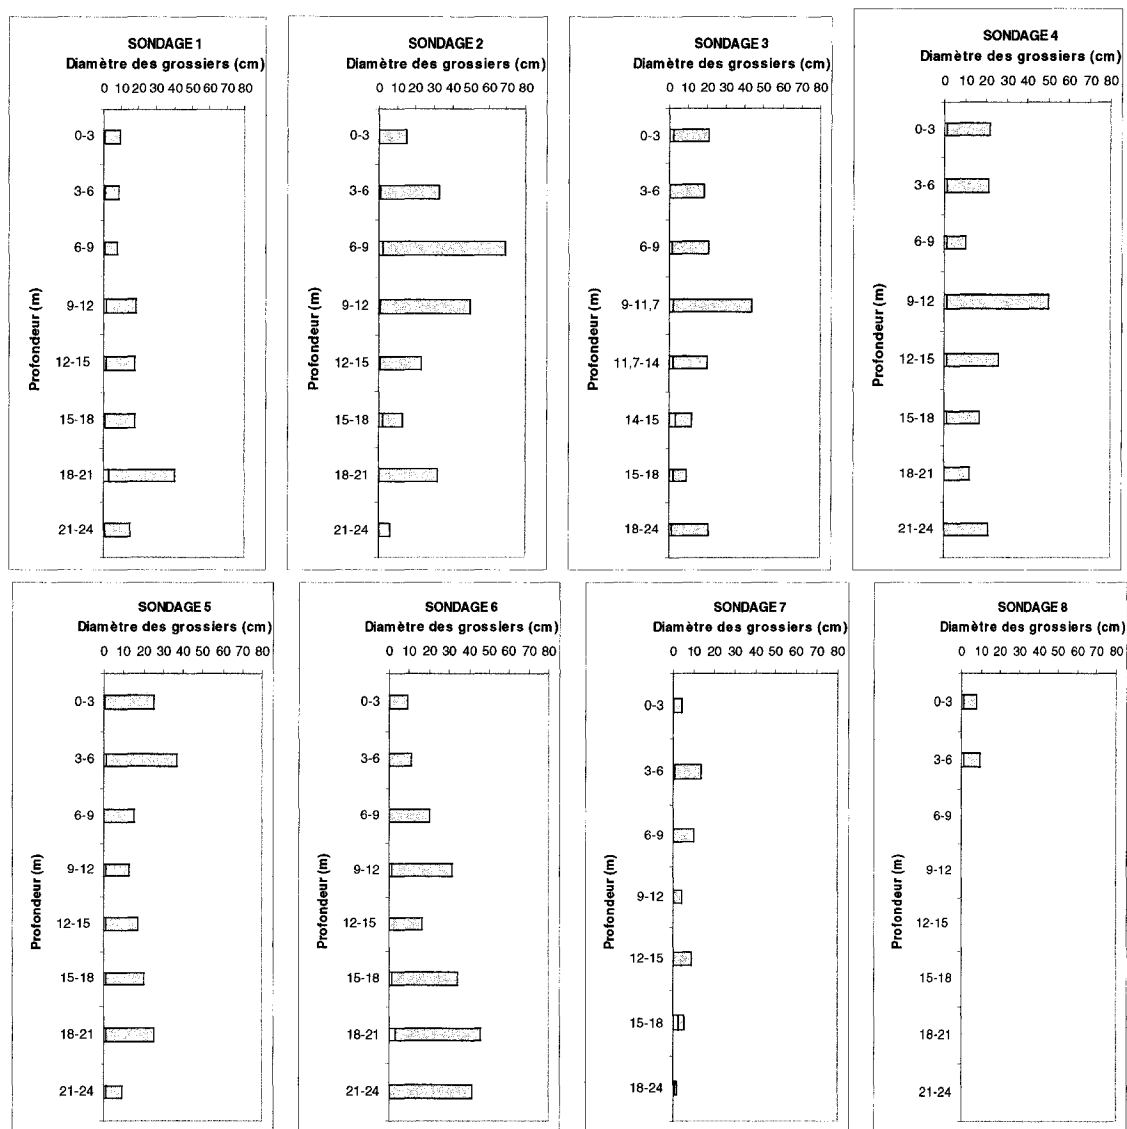 SONDAGE 1
Diamètre des grossiers (cm)
0 10 20 30 40 50 60 70 80
Profondeur (m)
0-3
3-6
6-9
9-12
12-15
15-18
18-21
21-24
SONDAGE 2
Diamètre des grossiers (cm)
0 10 20 30 40 50 60 70 80
Profondeur (m)
0-3
3-6
6-9
9-12
12-15
15-18
18-21
21-24
SONDAGE 3
Diamètre des grossiers (cm)
0 10 20 30 40 50 60 70 80
Profondeur (m)
0-3
3-6
6-9
9-11,7
11,7-14
14-15
15-18
18-24
SONDAGE 4
Diamètre des grossiers (cm)
0 10 20 30 40 50 60 70 80
Profondeur (m)
0-3
3-6
6-9
9-12
12-15
15-18
18-21
21-24
SONDAGE 5
Diamètre des grossiers (cm)
0 10 20 30 40 50 60 70 80
Profondeur (m)
0-3
3-6
6-9
9-12
12-15
15-18
18-21
21-24
SONDAGE 6
Diamètre des grossiers (cm)
0 10 20 30 40 50 60 70 80
Profondeur (m)
0-3
3-6
6-9
9-12
12-15
15-18
18-21
21-24
SONDAGE 7
Diamètre des grossiers (cm)
0 10 20 30 40 50 60 70 80
Profondeur (m)
0-3
3-6
6-9
9-12
12-15
15-18
18-24
SONDAGE 8
Diamètre des grossiers (cm)
0 10 20 30 40 50 60 70 80
Profondeur (m)
0-3
3-6
6-9
9-12
12-15
15-18
18-21
21-24